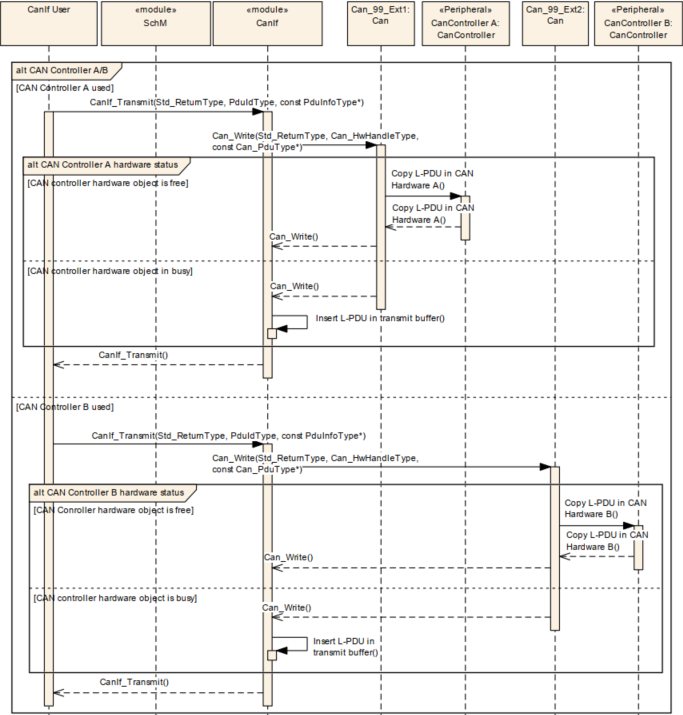 CanIf User
«module»
SchM
«module»
CanIf
Can_99_Ext1:
Can
«Peripheral»
CanController A:
CanController
Can_99_Ext2:
Can
«Peripheral»
CanController B:
CanController
alt CAN Controller A/B
[CAN Controller A used]
CanIf_Transmit(Std_ReturnType, PduIdType, const PduInfoType*)
Can_Write(Std_ReturnType, Can_HwHandleType,
const Can_PduType*)
alt CAN Controller A hardware status
[CAN controller hardware object is free]
Copy L-PDU in CAN
Hardware A()
Copy L-PDU in CAN
Hardware A()
Can_Write()
[CAN controller hardware object in busy]
Can_Write()
Insert L-PDU in transmit buffer()
CanIf_Transmit()
[CAN Controller B used]
CanIf_Transmit(Std_ReturnType, PduIdType, const PduInfoType*)
Can_Write(Std_ReturnType, Can_HwHandleType,
const Can_PduType*)
alt CAN Controller B hardware status
[CAN Conroller hardware object is free]
Copy L-PDU in CAN
Hardware B()
Copy L-PDU in CAN
Hardware B()
Can_Write()
[CAN controller hardware object is busy]
Can_Write()
Insert L-PDU in
transmit buffer()
CanIf_Transmit()